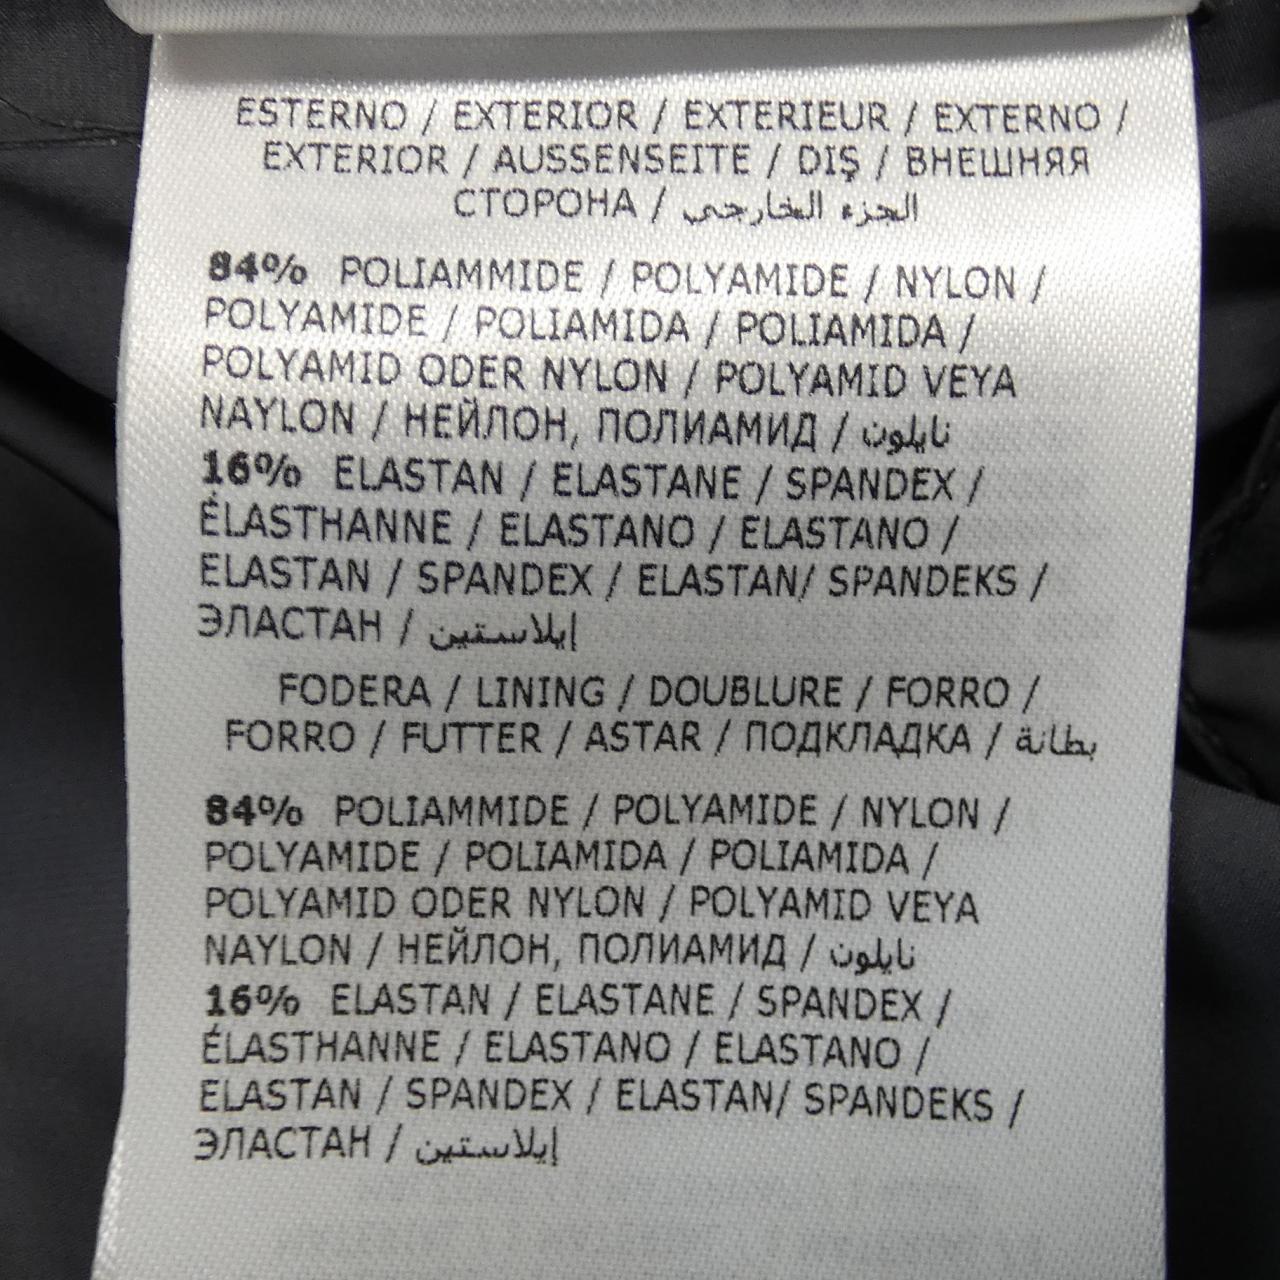 ESTERNO / EXTERIOR / EXTERIEUR / EXTERNO /
EXTERIOR / AUSSENSEITE / DIŞ / ВНЕШНЯЯ
СТОРОНА / الجزء الخارجي
84% POLIAMMIDE / POLYAMIDE / NYLON /
POLYAMIDE / POLIAMIDA / POLIAMIDA /
POLYAMID ODER NYLON / POLYAMID VEYA
NAYLON / НЕЙЛОН, ПОЛИАМИД / نايلون
16% ELASTAN / ELASTANE / SPANDEX /
ÉLASTHANNE / ELASTANO / ELASTANO /
ELASTAN / SPANDEX / ELASTAN/ SPANDEKS /
ЭЛАСТАН / إيلاستين
FODERA / LINING / DOUBLURE / FORRO /
FORRO / FUTTER / ASTAR / ПОДКЛАДКА / بطانة
84% POLIAMMIDE / POLYAMIDE / NYLON /
POLYAMIDE / POLIAMIDA / POLIAMIDA /
POLYAMID ODER NYLON / POLYAMID VEYA
NAYLON / НЕЙЛОН, ПОЛИАМИД / نايلون
16% ELASTAN / ELASTANE / SPANDEX /
ÉLASTHANNE / ELASTANO / ELASTANO /
ELASTAN / SPANDEX / ELASTAN/ SPANDEKS /
ЭЛАСТАН / إيلاستين